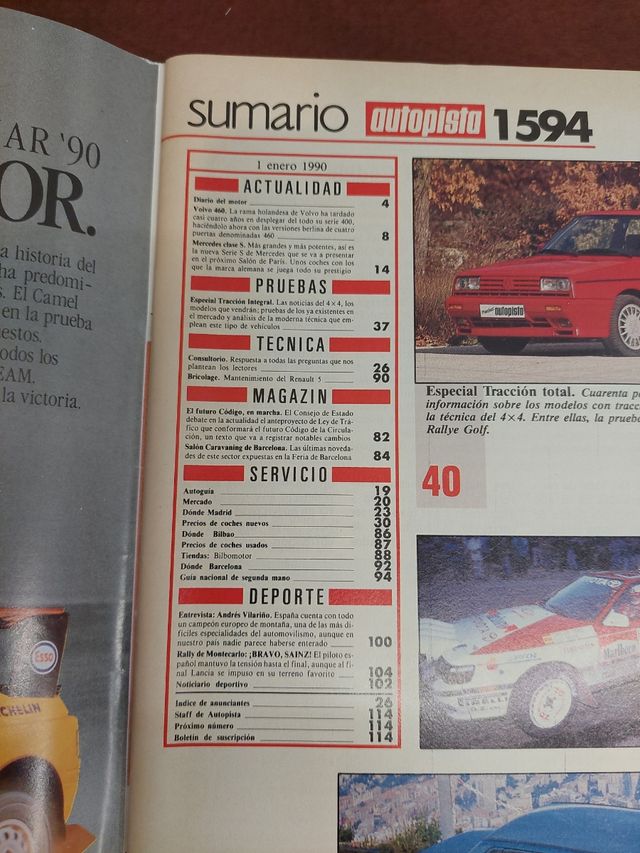 AR '90
OR.
a historia del
ha predomi-
s. El Camel
en la prueba
uestos.
odos los
EAM.
la victoria.
Esso
CHELIN
sumario autopista 1594
1 enero 1990
ACTUALIDAD
Diario del motor 4
Volvo 460. La rama holandesa de Volvo ha tardado
casi cuatro años en desplegar del todo su serie 400,
haciéndolo ahora con las versiones berlina de cuatro
puertas denominadas 460 8
Mercedes clase S. Más grandes y más potentes, así es
la nueva Serie S de Mercedes que se va a presentar
en el próximo Salón de París. Unos coches con los
que la marca alemana se juega todo su prestigio 14
PRUEBAS
Especial Tracción Integral. Las noticias del 4×4, los
modelos que vendrán; pruebas de los ya existentes en
el mercado y análisis de la moderna técnica que em-
plean este tipo de vehículos 37
TECNICA
Consultorio. Respuesta a todas las preguntas que nos
plantean los lectores 26
Bricolage. Mantenimiento del Renault 5 90
MAGAZIN
El futuro Código, en marcha. El Consejo de Estado
debate en la actualidad el anteproyecto de Ley de Trá-
fico que conformará el futuro Código de la Circula-
ción, un texto que va a registrar notables cambios 82
Salón Caravaning de Barcelona. Las últimas noveda-
des de este sector expuestas en la Feria de Barcelona 84
SERVICIO
Autoguía 19
Mercado 20
Dónde Madrid 23
Precios de coches nuevos 30
Dónde Bilbao 86
Precios de coches usados 87
Tiendas: Bilbomotor 88
Dónde Barcelona 92
Guía nacional de segunda mano 94
DEPORTE
Entrevista: Andrés Vilariño. España cuenta con todo
un campeón europeo de montaña, una de las más di-
fíciles especialidades del automovilismo, aunque en
nuestro país nadie parece haberse enterado 100
Rally de Montecarlo: ¡BRAVO, SAINZ! El piloto es-
pañol mantuvo la tensión hasta el final, aunque al fi-
nal Lancia se impuso en su terreno favorito 104
Noticiario deportivo 102
Indice de anunciantes 26
Staff de Autopista 114
Próximo número 114
Boletín de suscripción 114
autopista
Especial Tracción total. Cuarenta p
información sobre los modelos con tracc
la técnica del 4×4. Entre ellas, la prueb
Rallye Golf.
40
TOYOTA
Marlboro
PIRELLI